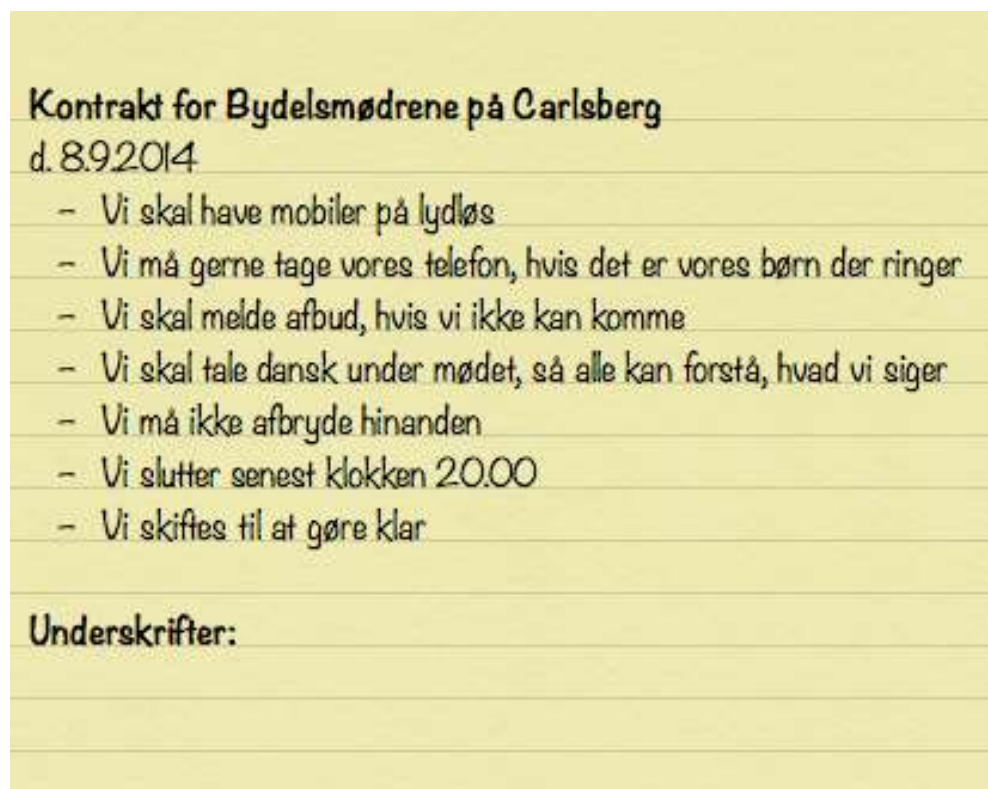 Kontrakt for Bydelsmødrene på Carlsberg
d. 8.9.2014
- Vi skal have mobiler på lydløs
- Vi må gerne tage vores telefon, hvis det er vores børn der ringer
- Vi skal melde afbud, hvis vi ikke kan komme
- Vi skal tale dansk under mødet, så alle kan forstå, hvad vi siger
- Vi må ikke afbryde hinanden
- Vi slutter senest klokken 20.00
- Vi skiftes til at gøre klar
Underskrifter: